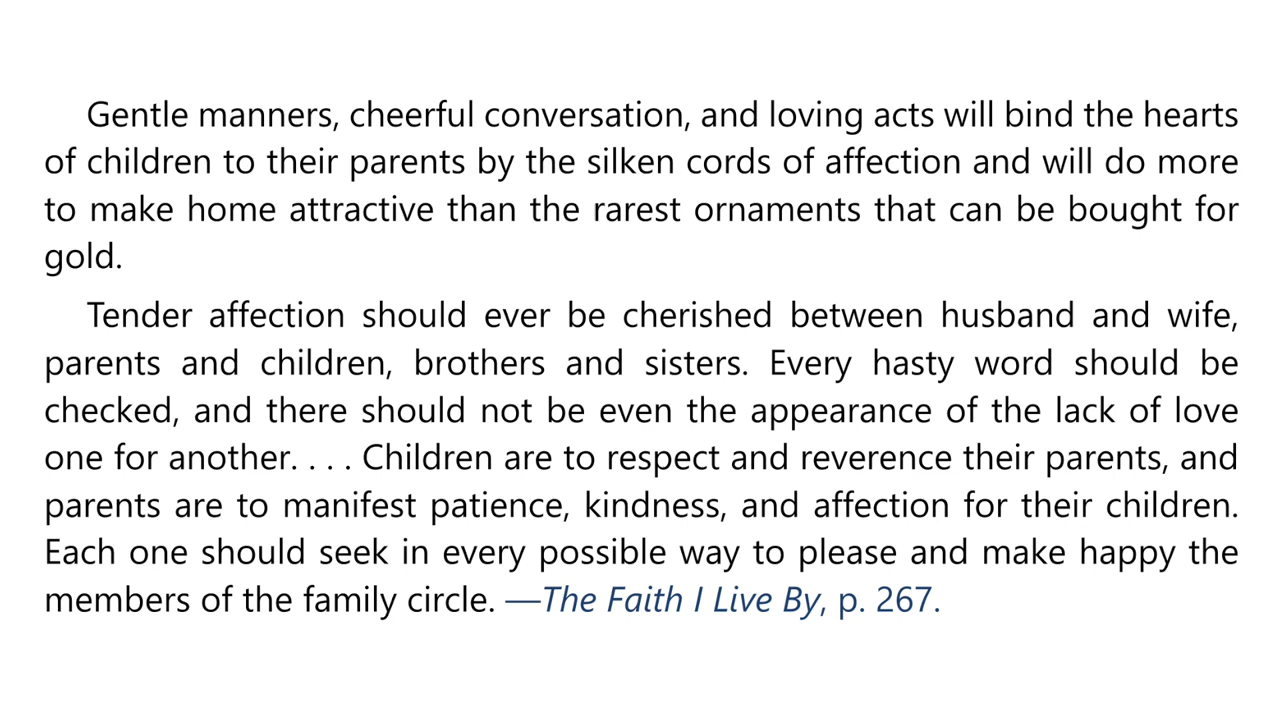 Gentle manners, cheerful conversation, and loving acts will bind the hearts
of children to their parents by the silken cords of affection and will do more
to make home attractive than the rarest ornaments that can be bought for
gold.
Tender affection should ever be cherished between husband and wife,
parents and children, brothers and sisters. Every hasty word should be
checked, and there should not be even the appearance of the lack of love
one for another. . . . Children are to respect and reverence their parents, and
parents are to manifest patience, kindness, and affection for their children.
Each one should seek in every possible way to please and make happy the
members of the family circle. —The Faith I Live By, p. 267.